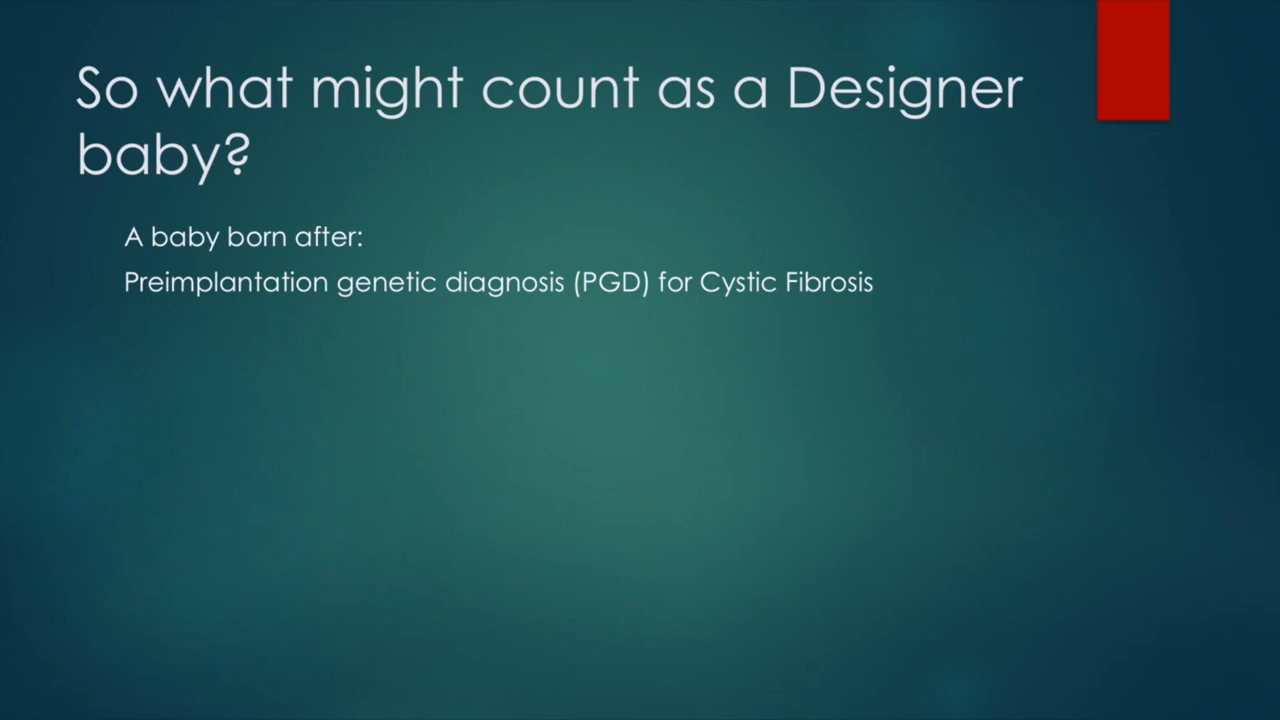 So what might count as a Designer
baby?
A baby born after:
Preimplantation genetic diagnosis (PGD) for Cystic Fibrosis